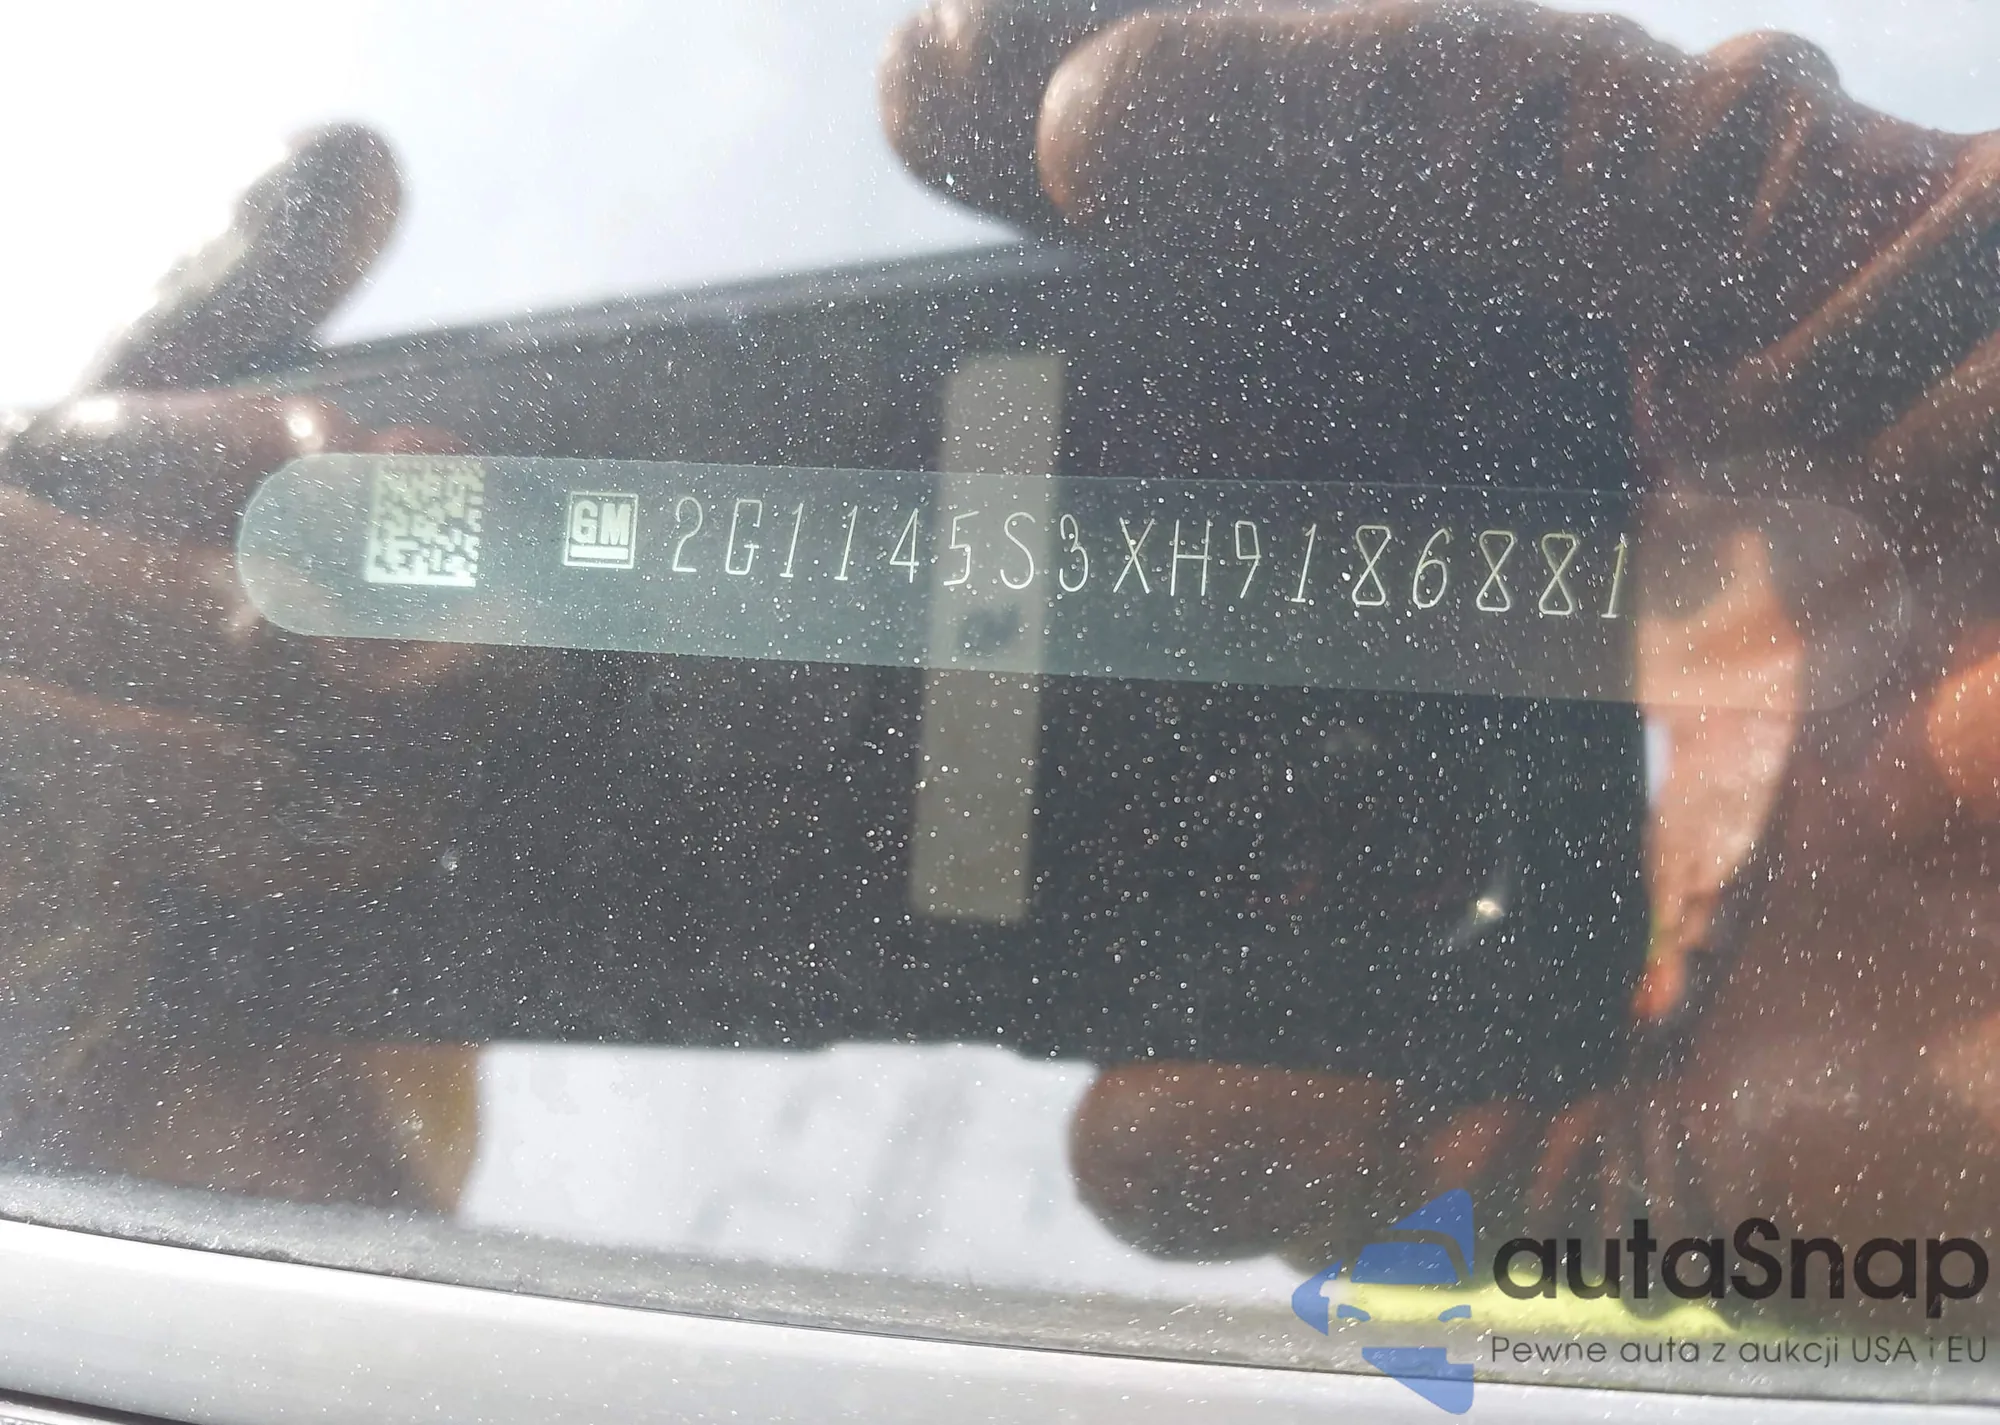 GM 2G1145S3XH9186881
autaSnap
Pewne auta z aukcji USA i EU